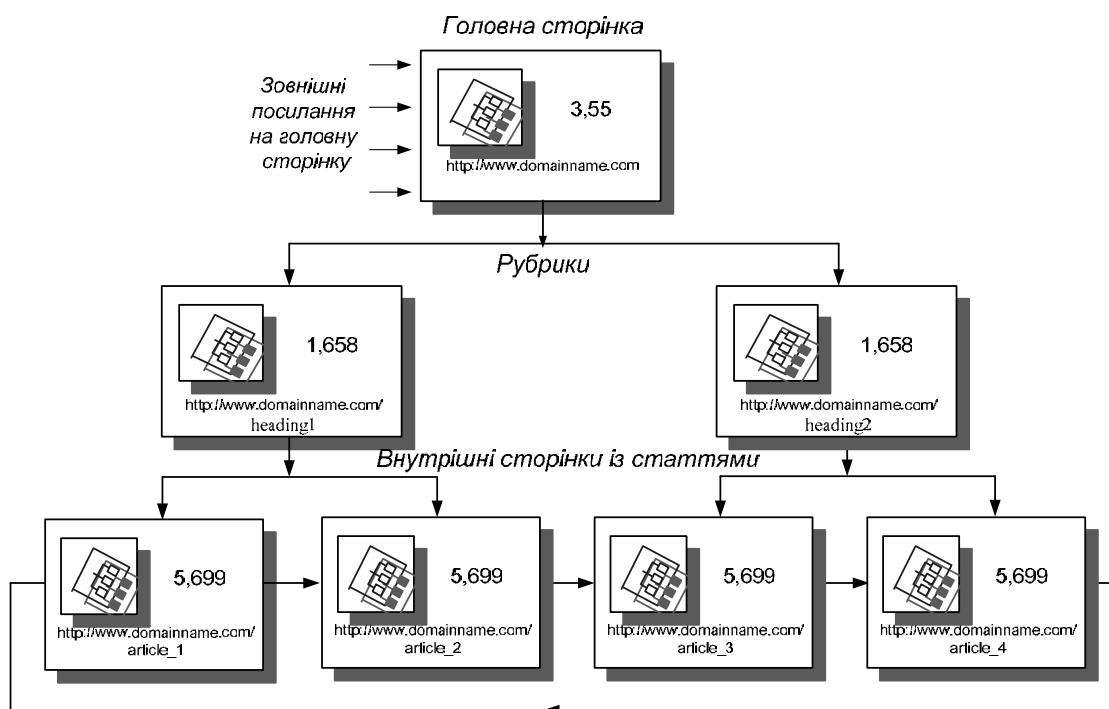 Головна сторінка
Зовнішні
посилання
на головну
сторінку
3,55
http://www.domainname.com
Рубрики
1,658
http://www.domainname.com/
heading1
1,658
http://www.domainname.com/
heading2
Внутрішні сторінки із статтями
5,699
http://www.domainname.com/
article_1
5,699
http://www.domainname.com/
article_2
5,699
http://www.domainname.com/
article_3
5,699
http://www.domainname.com/
article_4